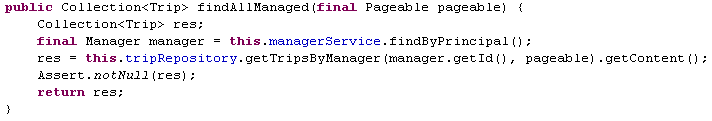 public Collection<Trip> findAllManaged(final Pageable pageable) {
    Collection<Trip> res;
    final Manager manager = this.managerService.findByPrincipal();
    res = this.tripRepository.getTripsByManager(manager.getId(), pageable).getContent();
    Assert.notNull(res);
    return res;
}